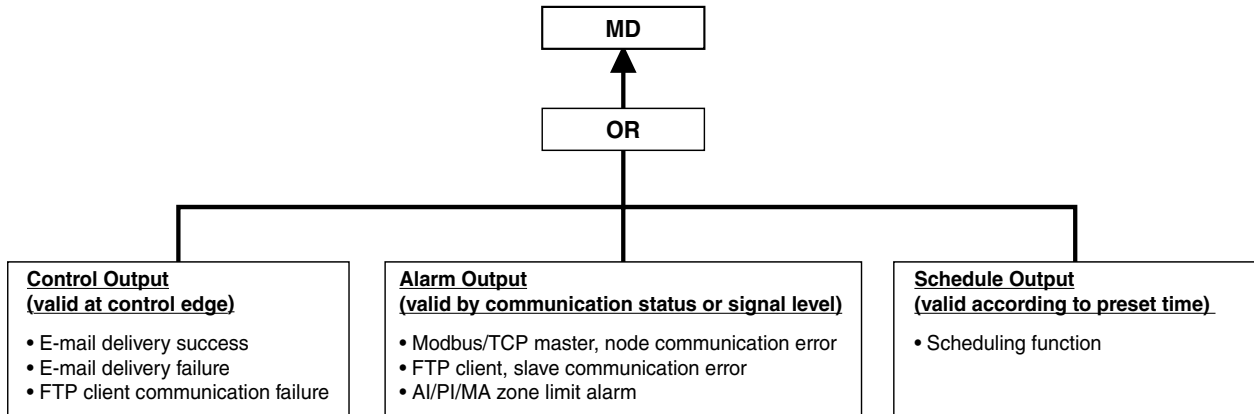 MD
OR
Control Output
(valid at control edge)
• E-mail delivery success
• E-mail delivery failure
• FTP client communication failure
Alarm Output
(valid by communication status or signal level)
• Modbus/TCP master, node communication error
• FTP client, slave communication error
• AI/PI/MA zone limit alarm
Schedule Output
(valid according to preset time)
• Scheduling function